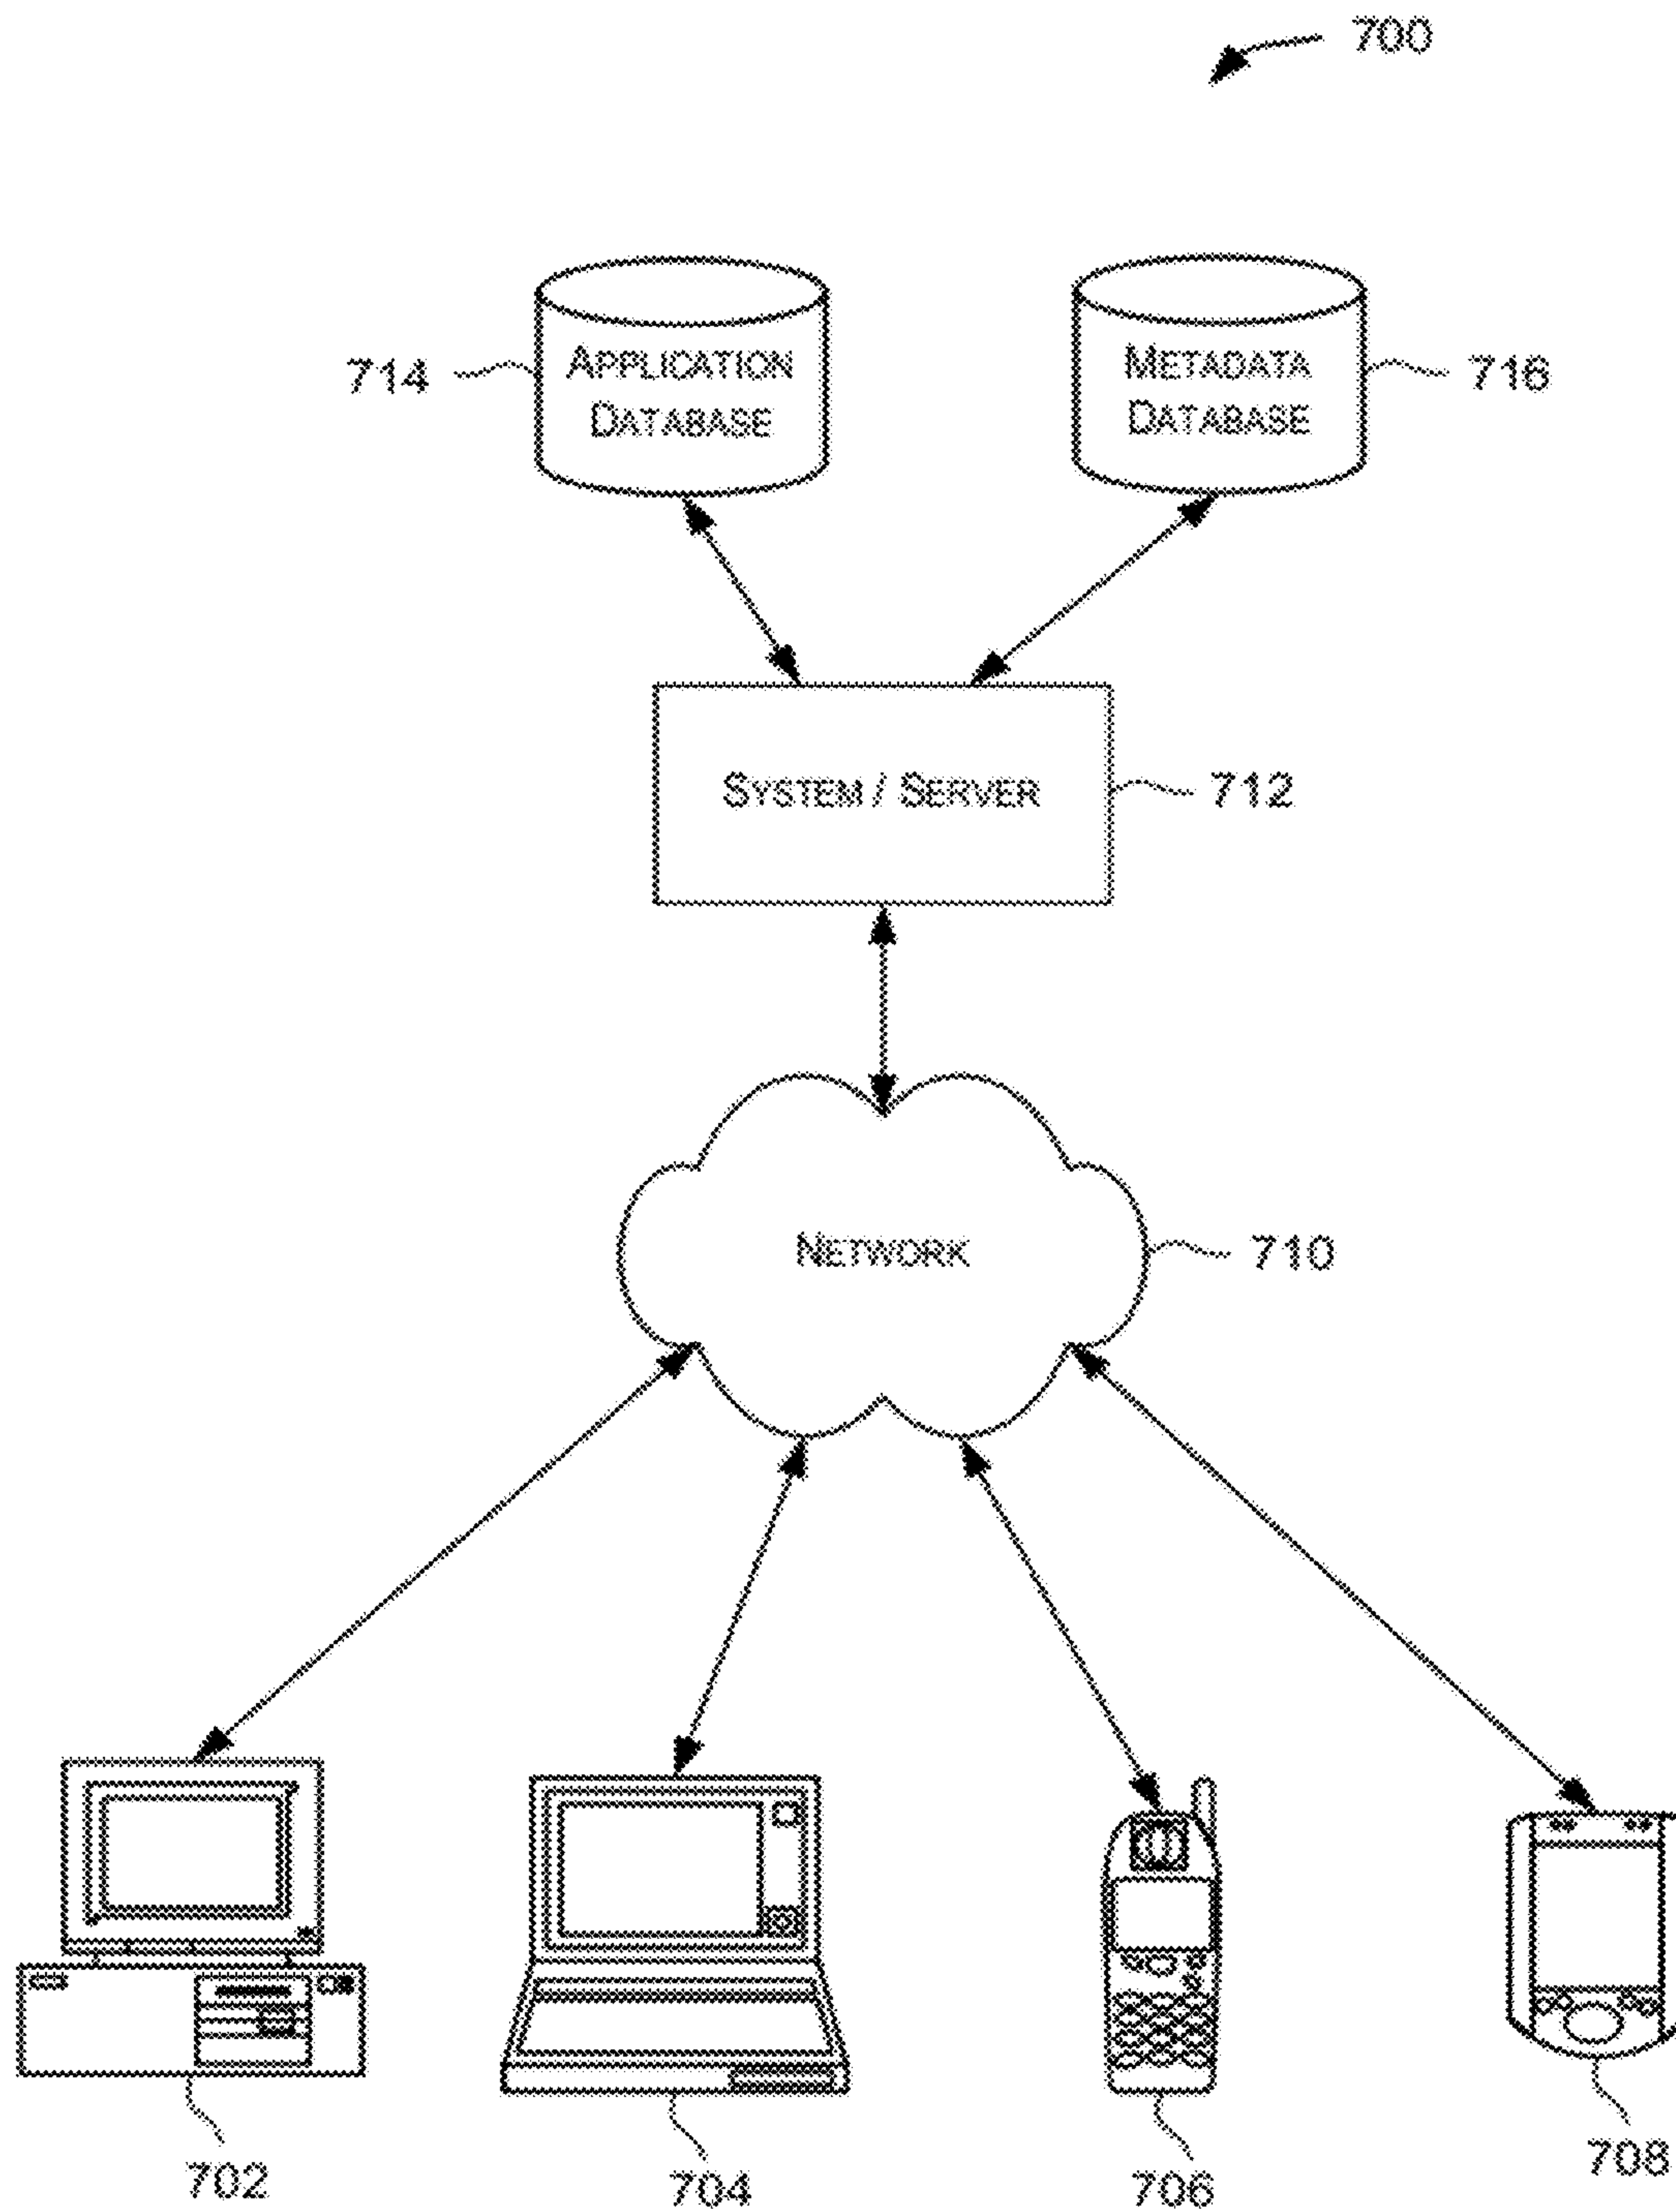 700
714
APPLICATION
DATABASE
METADATA
DATABASE
716
SYSTEM / SERVER
712
NETWORK
710
702
704
706
708